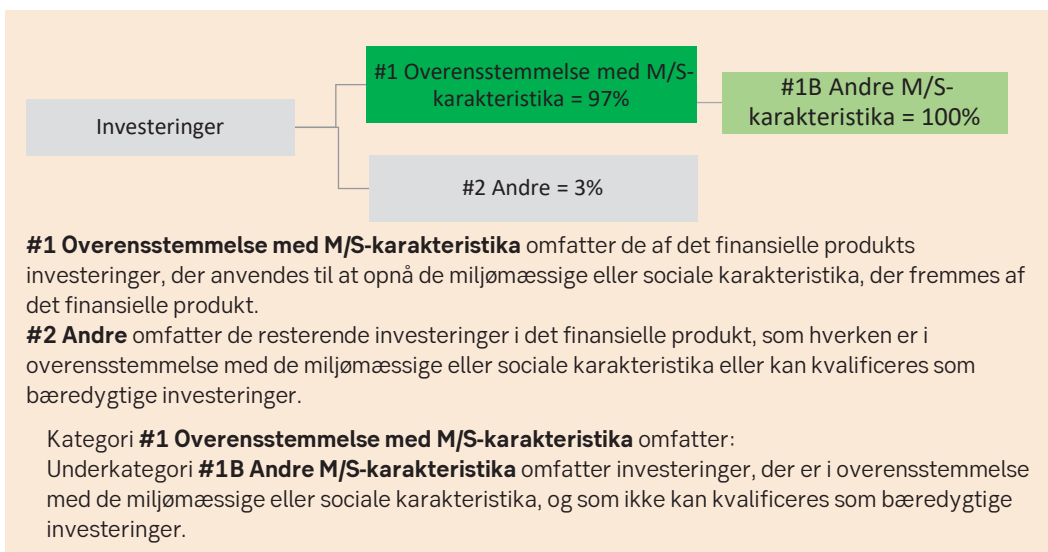 #1 Overensstemmelse med M/S-
karakteristika = 97%
#1B Andre M/S-
karakteristika = 100%
Investeringer
#2 Andre = 3%
#1 Overensstemmelse med M/S-karakteristika omfatter de af det finansielle produkts
investeringer, der anvendes til at opnå de miljømæssige eller sociale karakteristika, der fremmes af
det finansielle produkt.
#2 Andre omfatter de resterende investeringer i det finansielle produkt, som hverken er i
overensstemmelse med de miljømæssige eller sociale karakteristika eller kan kvalificeres som
bæredygtige investeringer.
Kategori #1 Overensstemmelse med M/S-karakteristika omfatter:
Underkategori #1B Andre M/S-karakteristika omfatter investeringer, der er i overensstemmelse
med de miljømæssige eller sociale karakteristika, og som ikke kan kvalificeres som bæredygtige
investeringer.